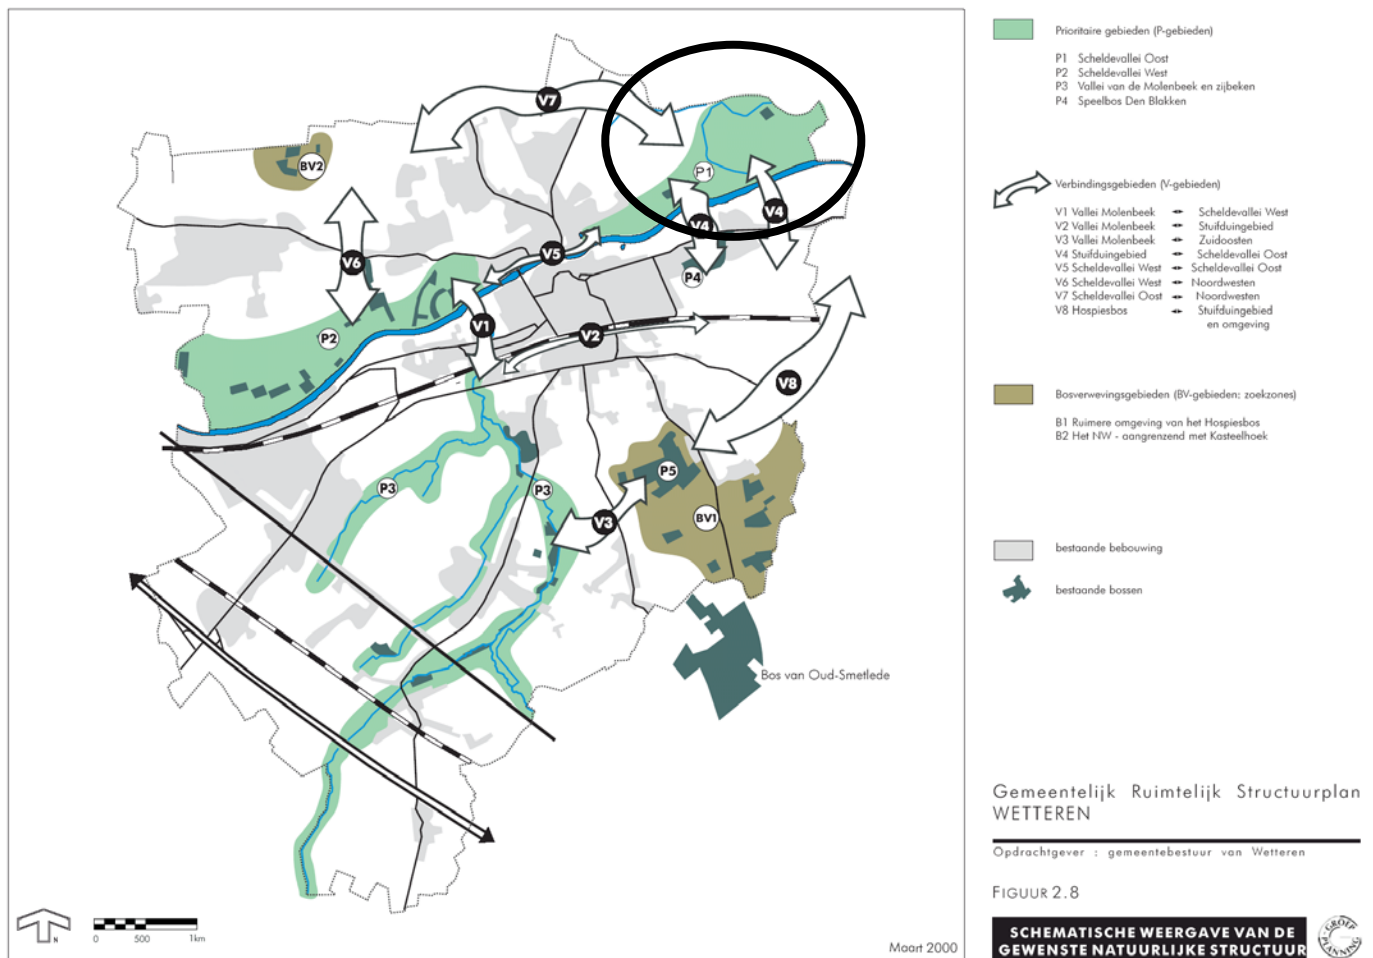 V7
BV2
P1
V4
V4
V6
V5
P4
P2
V1
V2
V8
P3
P3
P5
V3
BV1
Bos van Oud-Smetlede
N
0 500 1km
Maart 2000
Prioritaire gebieden (P-gebieden)
P1 Scheldevallei Oost
P2 Scheldevallei West
P3 Vallei van de Molenbeek en zijbeken
P4 Speelbos Den Blakken
Verbindingsgebieden (V-gebieden)
V1 Vallei Molenbeek Scheldevallei West
V2 Vallei Molenbeek Stuifduingebied
V3 Vallei Molenbeek Zuidoosten
V4 Stuifduingebied Scheldevallei Oost
V5 Scheldevallei West Scheldevallei Oost
V6 Scheldevallei West Noordwesten
V7 Scheldevallei Oost Noordwesten
V8 Hospiesbos Stuifduingebied
en omgeving
Bosverwevingsgebieden (BV-gebieden: zoekzones)
B1 Ruimere omgeving van het Hospiesbos
B2 Het NW - aangrenzend met Kasteelhoek
bestaande bebouwing
bestaande bossen
Gemeentelijk Ruimtelijk Structuurplan
WETTEREN
Opdrachtgever : gemeentebestuur van Wetteren
FIGUUR 2.8
SCHEMATISCHE WEERGAVE VAN DE
GEWENSTE NATUURLIJKE STRUCTUUR
GROEP
PLANNING